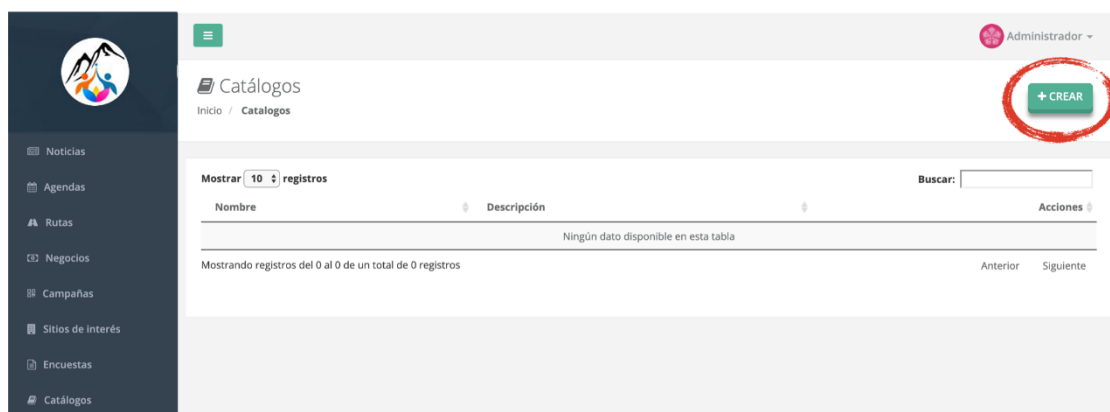 Administrador
Catálogos
Inicio / Catalogos
+ CREAR
Noticias
Agendas
Rutas
Negocios
Campañas
Sitios de interés
Encuestas
Catálogos
Mostrar 10 registros
Buscar:
Nombre Descripción Acciones
Ningún dato disponible en esta tabla
Mostrando registros del 0 al 0 de un total de 0 registros
Anterior Siguiente